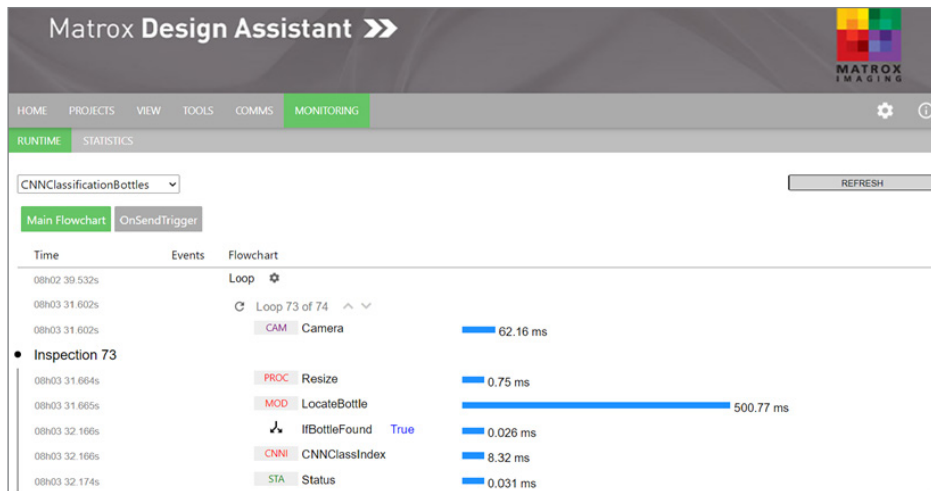 Matrox Design Assistant
MATROX
IMAGING
HOME PROJECTS VIEW TOOLS COMMS MONITORING
RUNTIME STATISTICS
CNNClassificationBottles REFRESH
Main Flowchart OnSendTrigger
Time Events Flowchart
08h02 39.532s Loop
08h03 31.602s Loop 73 of 74
08h03 31.602s CAM Camera 62.16 ms
Inspection 73
08h03 31.664s PROC Resize 0.75 ms
08h03 31.665s MOD LocateBottle 500.77 ms
08h03 32.166s IfBottleFound True 0.026 ms
08h03 32.166s CNNI CNNClassIndex 8.32 ms
08h03 32.174s STA Status 0.031 ms